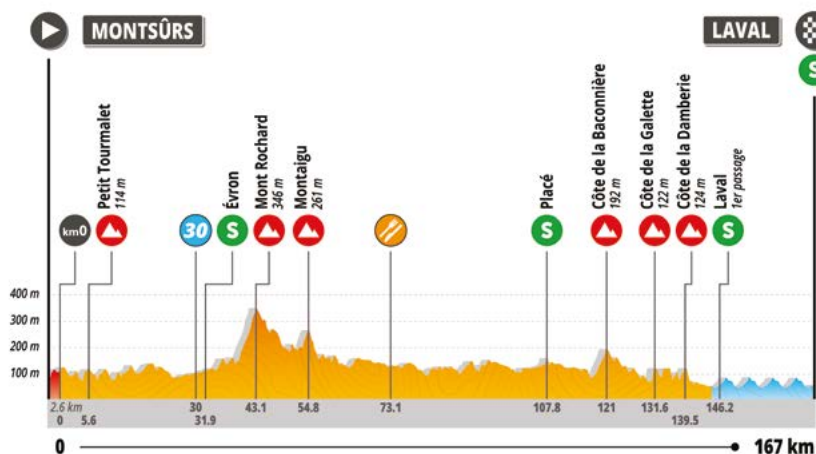 MONTSÛRS
LAVAL
S
Petit Tourmalet
114 m
Évron
Mont Rochard
346 m
Montaigu
261 m
Placé
Côte de la Baconnière
192 m
Côte de la Galette
122 m
Côte de la Damberie
124 m
Laval
1er passage
km0
30
S
S
S
400 m
300 m
200 m
100 m
2.6 km
0
5.6
30
31.9
43.1
54.8
73.1
107.8
121
131.6
139.5
146.2
0
167 km